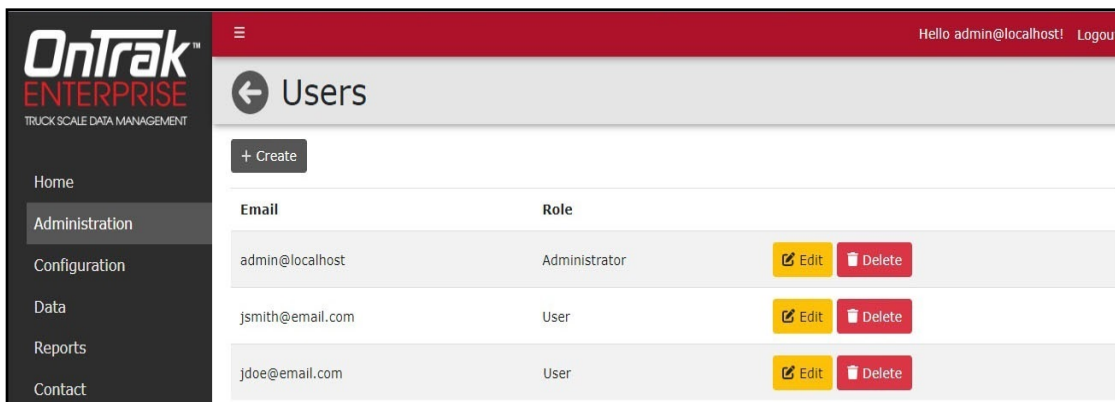 OnTrak™
ENTERPRISE
TRUCK SCALE DATA MANAGEMENT
Home
Administration
Configuration
Data
Reports
Contact
Hello admin@localhost! Logout
Users
+ Create
Email Role
admin@localhost Administrator Edit Delete
jsmith@email.com User Edit Delete
jdoe@email.com User Edit Delete